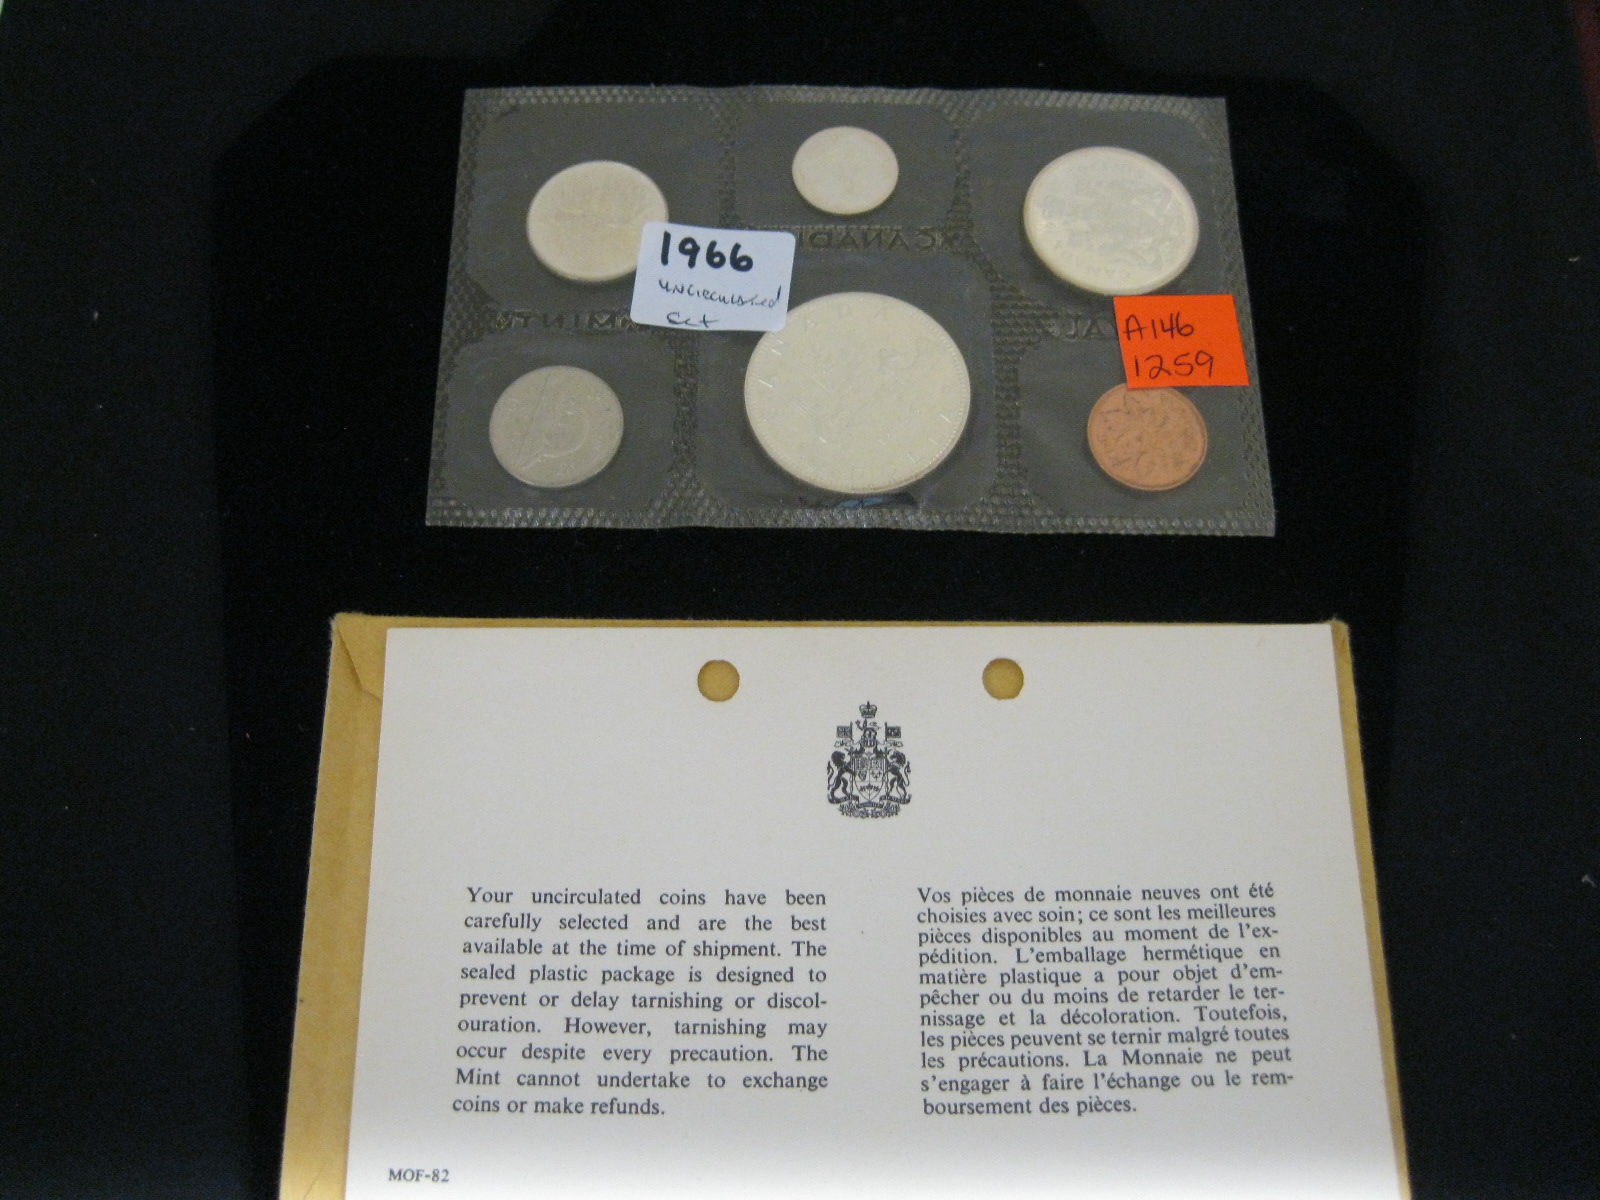 1966
uncirculated
set
A146
1259
CANADA
Your uncirculated coins have been
carefully selected and are the best
available at the time of shipment. The
sealed plastic package is designed to
prevent or delay tarnishing or discol-
ouration. However, tarnishing may
occur despite every precaution. The
Mint cannot undertake to exchange
coins or make refunds.
Vos pièces de monnaie neuves ont été
choisies avec soin; ce sont les meilleures
pièces disponibles au moment de l'ex-
pédition. L'emballage hermétique en
matière plastique a pour objet d'em-
pêcher ou du moins de retarder le ter-
nissage et la décoloration. Toutefois,
les pièces peuvent se ternir malgré toutes
les précautions. La Monnaie ne peut
s'engager à faire l'échange ou le rem-
boursement des pièces.
MOF-82